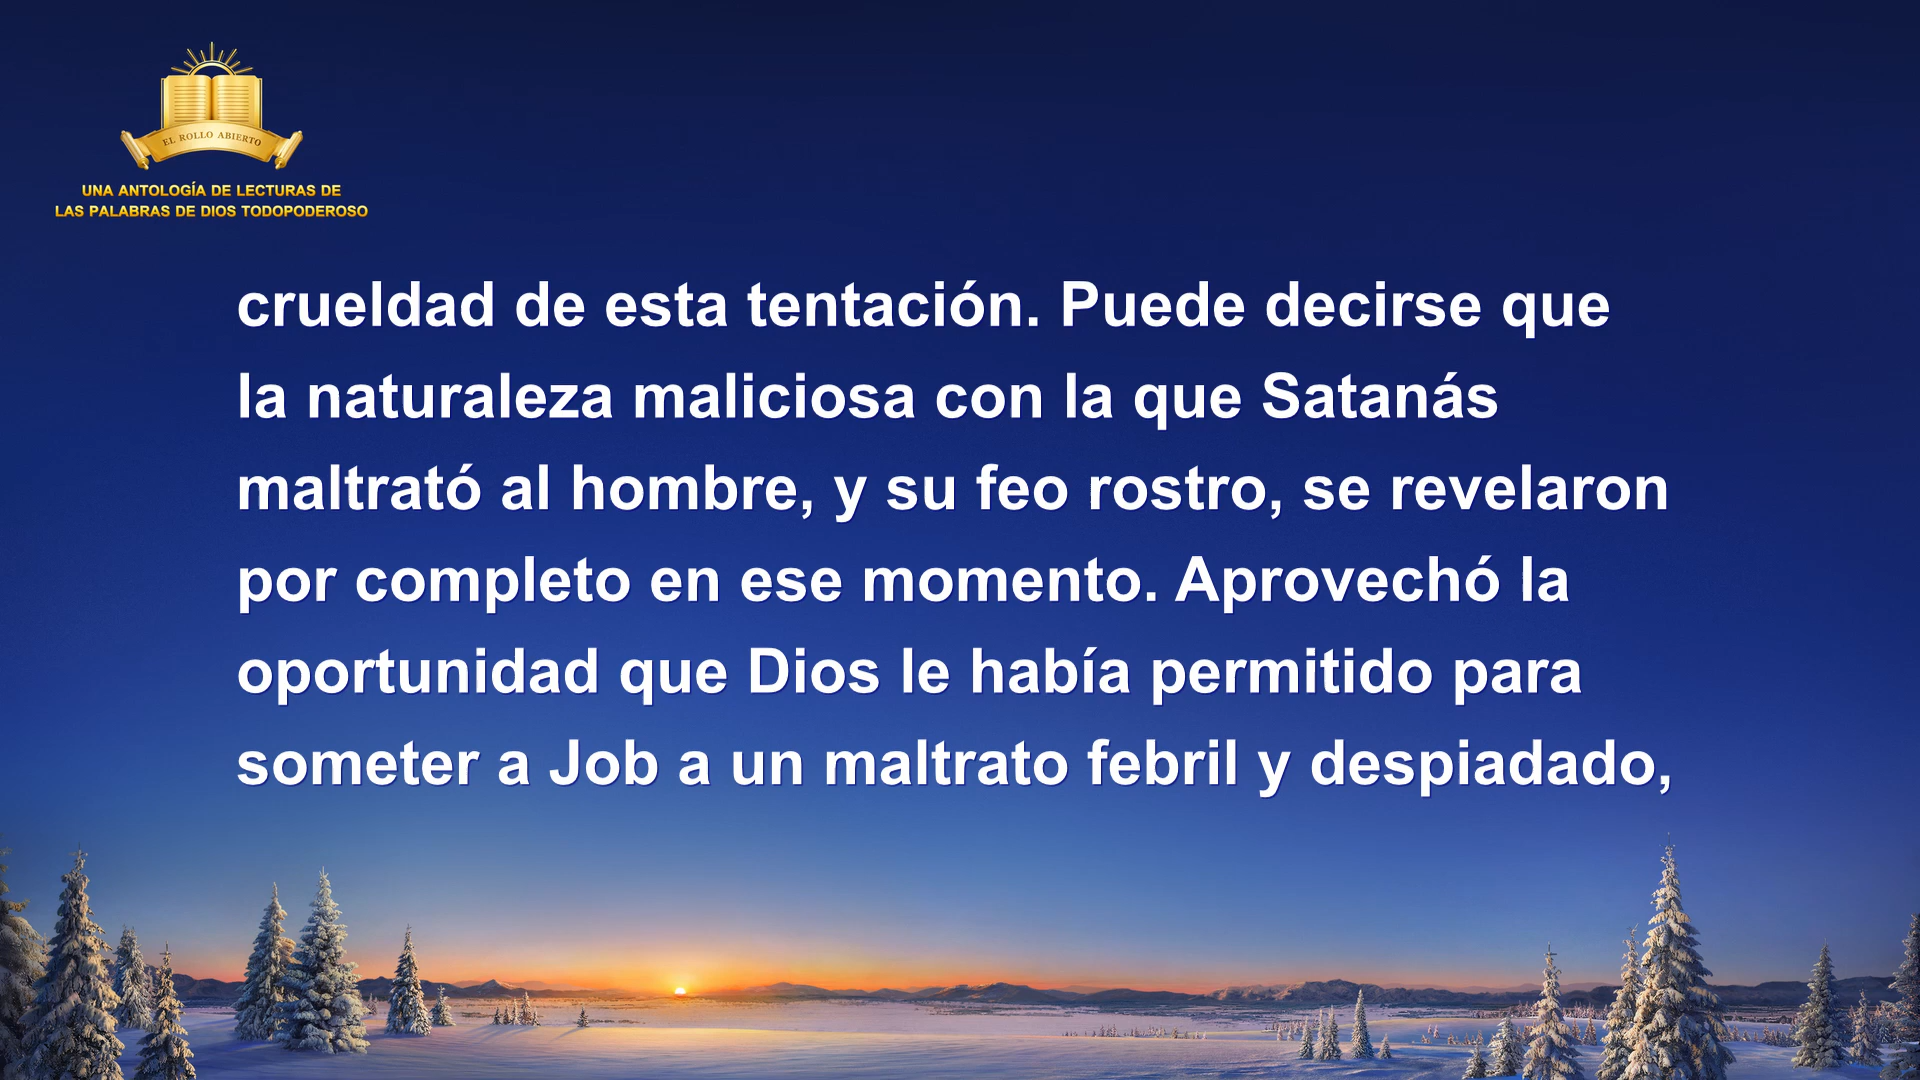 EL ROLLO ABIERTO
UNA ANTOLOGÍA DE LECTURAS DE
LAS PALABRAS DE DIOS TODOPODEROSO
crueldad de esta tentación. Puede decirse que
la naturaleza maliciosa con la que Satanás
maltrató al hombre, y su feo rostro, se revelaron
por completo en ese momento. Aprovechó la
oportunidad que Dios le había permitido para
someter a Job a un maltrato febril y despiadado,